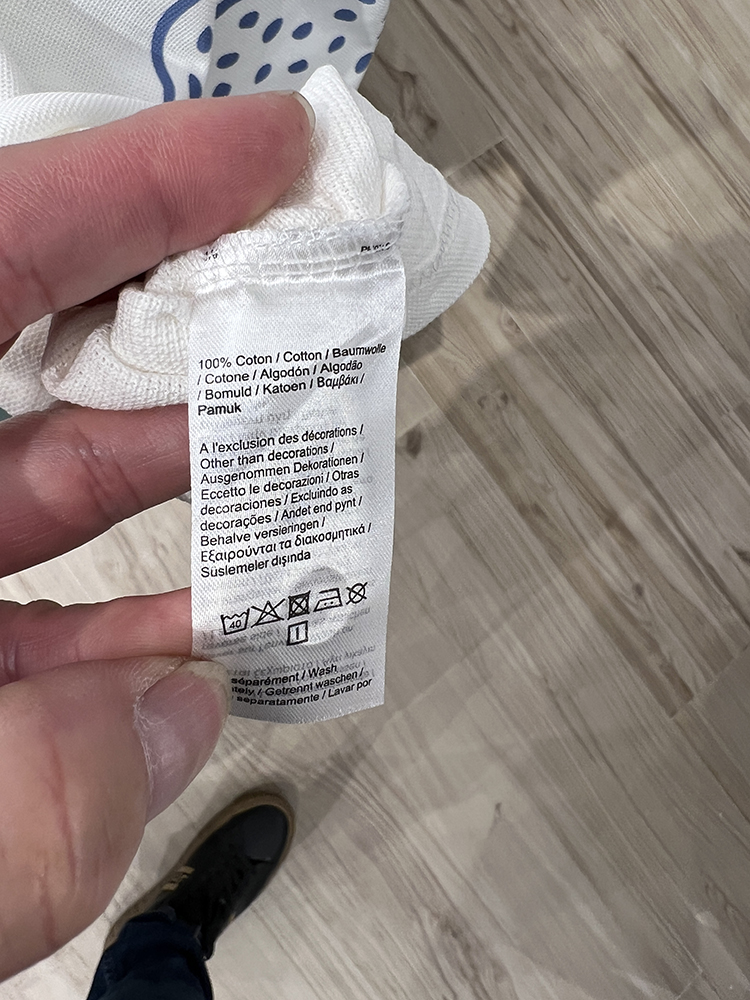 100% Coton / Cotton / Baumwolle
/ Cotone / Algodón / Algodão
/ Bomuld / Katoen / Βαμβάκι /
Pamuk
A l'exclusion des décorations /
Other than decorations /
Ausgenommen Dekorationen /
Eccetto le decorazioni / Otras
decoraciones / Excluindo as
decorações / Andet end pynt /
Behalve versieringen /
Εξαιρούνται τα διακοσμητικά /
Süslemeler dışında
40
séparément / Wash
/ Getrennt waschen /
separatamente / Lavar por